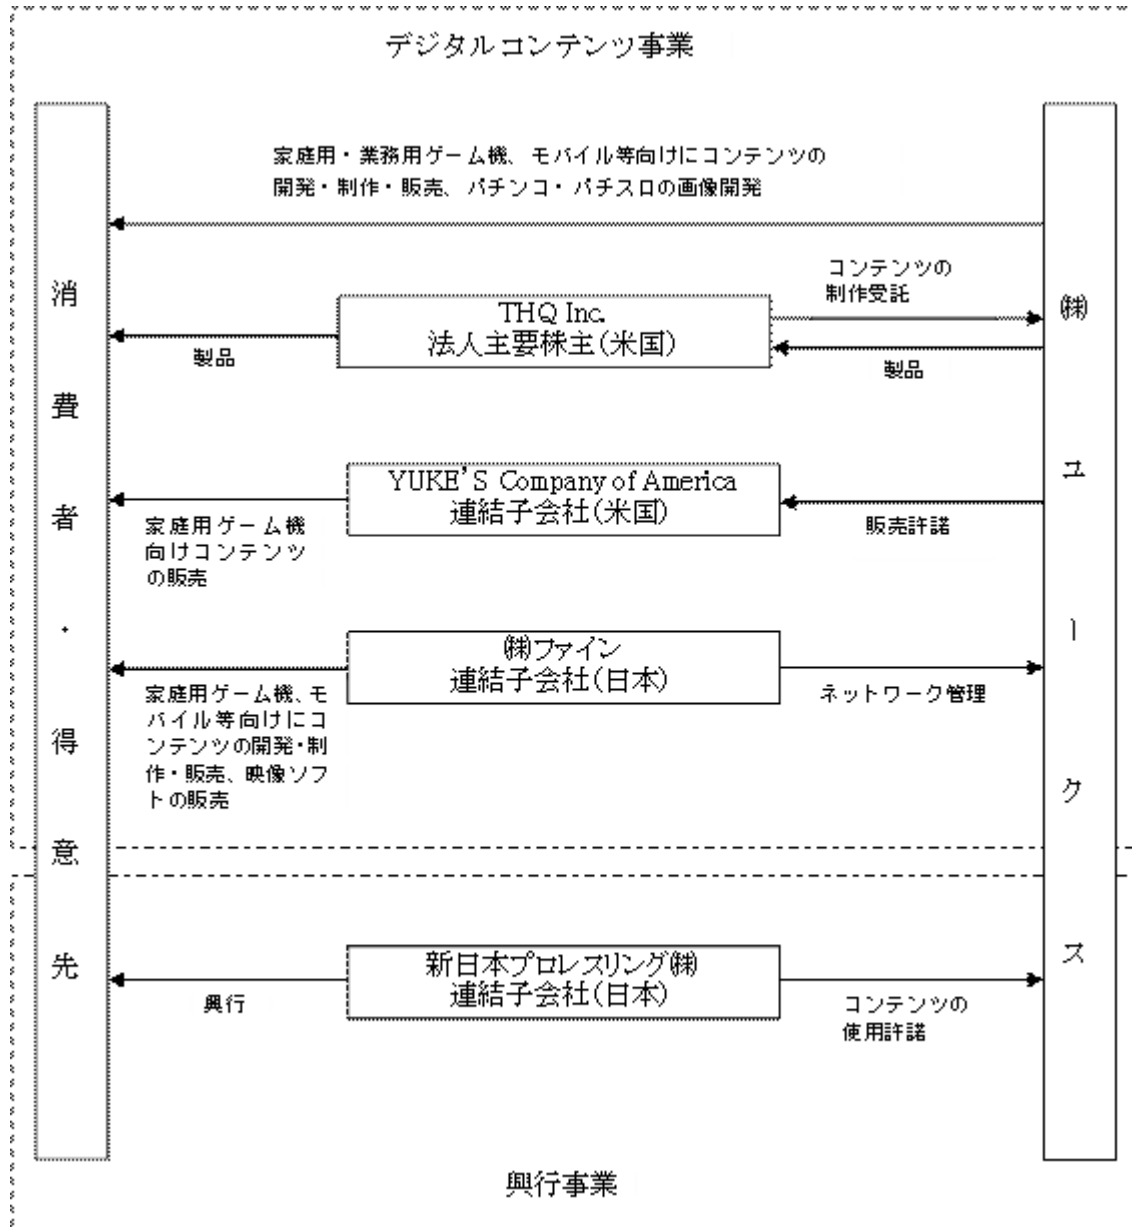 デジタルコンテンツ事業
家庭用・業務用ゲーム機、モバイル等向けにコンテンツの
開発・制作・販売、パチンコ・パチスロの画像開発
消費者・得意先
㈱ユークス
コンテンツの
制作受託
THQ Inc.
法人主要株主(米国)
製品
製品
YUKE'S Company of America
連結子会社(米国)
家庭用ゲーム機
向けコンテンツ
の販売
販売許諾
㈱ファイン
連結子会社(日本)
家庭用ゲーム機、モ
バイル等向けにコ
ンテンツの開発・制
作・販売、映像ソフ
トの販売
ネットワーク管理
新日本プロレスリング㈱
連結子会社(日本)
興行
コンテンツの
使用許諾
興行事業